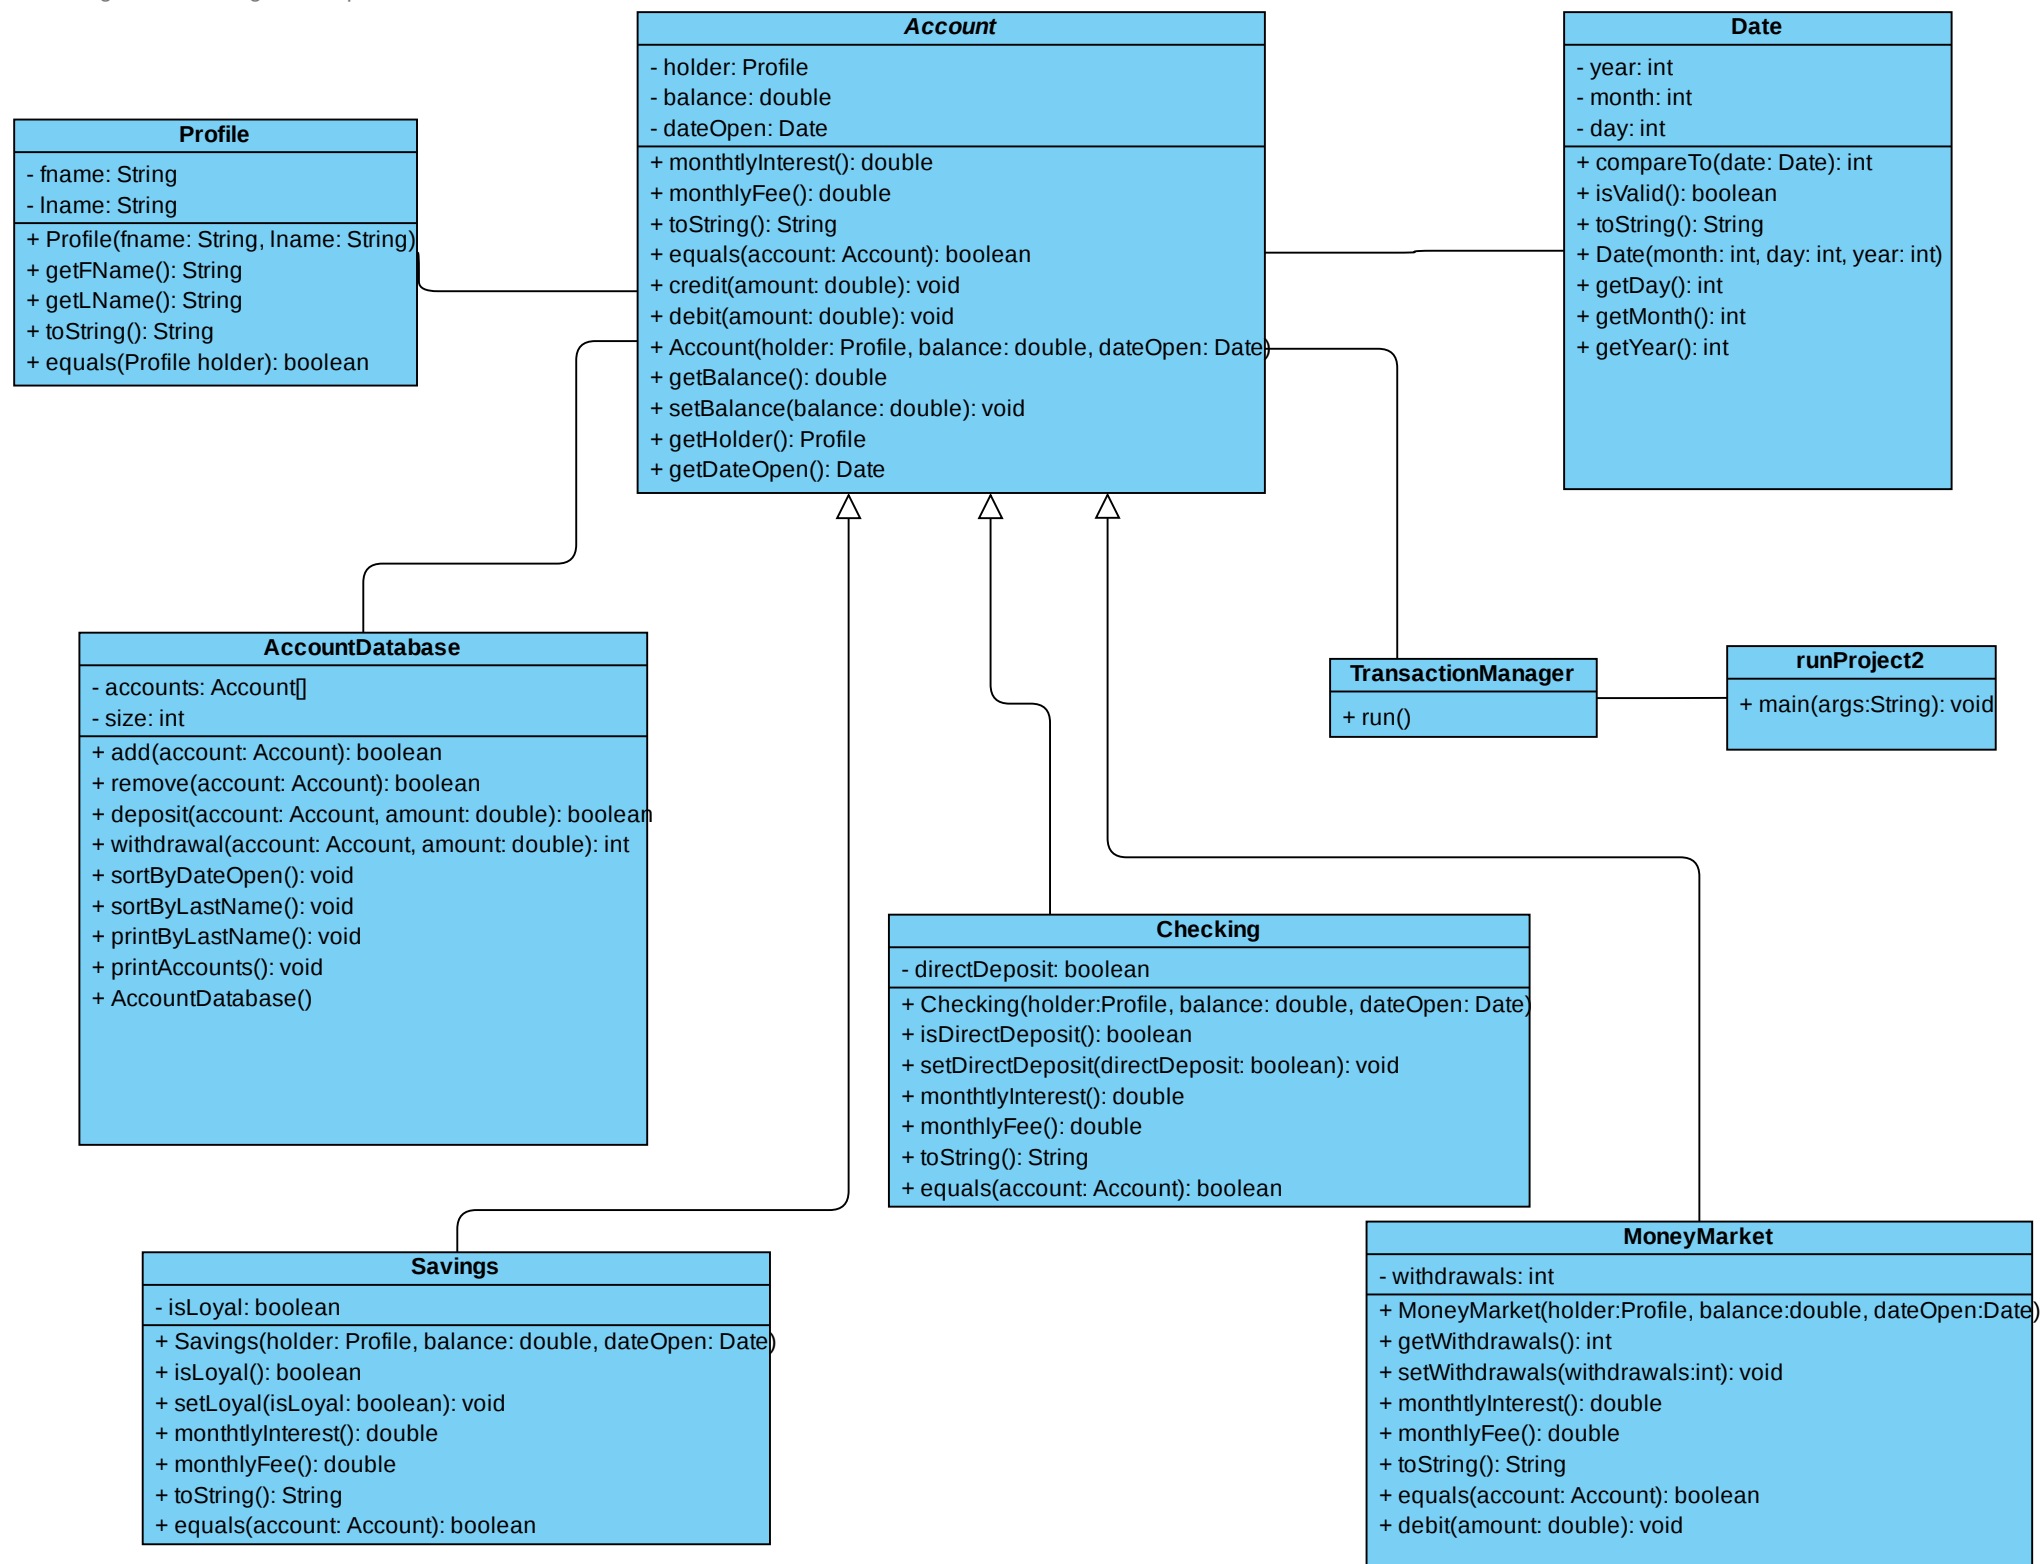 Account
- holder: Profile
- balance: double
- dateOpen: Date
+ monthtlyInterest(): double
+ monthlyFee(): double
+ toString(): String
+ equals(account: Account): boolean
+ credit(amount: double): void
+ debit(amount: double): void
+ Account(holder: Profile, balance: double, dateOpen: Date)
+ getBalance(): double
+ setBalance(balance: double): void
+ getHolder(): Profile
+ getDateOpen(): Date
Date
- year: int
- month: int
- day: int
+ compareTo(date: Date): int
+ isValid(): boolean
+ toString(): String
+ Date(month: int, day: int, year: int)
+ getDay(): int
+ getMonth(): int
+ getYear(): int
Profile
- fname: String
- lname: String
+ Profile(fname: String, lname: String)
+ getFName(): String
+ getLName(): String
+ toString(): String
+ equals(Profile holder): boolean
AccountDatabase
- accounts: Account[]
- size: int
+ add(account: Account): boolean
+ remove(account: Account): boolean
+ deposit(account: Account, amount: double): boolean
+ withdrawal(account: Account, amount: double): int
+ sortByDateOpen(): void
+ sortByLastName(): void
+ printByLastName(): void
+ printAccounts(): void
+ AccountDatabase()
TransactionManager
+ run()
runProject2
+ main(args:String): void
Checking
- directDeposit: boolean
+ Checking(holder:Profile, balance: double, dateOpen: Date)
+ isDirectDeposit(): boolean
+ setDirectDeposit(directDeposit: boolean): void
+ monthtlyInterest(): double
+ monthlyFee(): double
+ toString(): String
+ equals(account: Account): boolean
Savings
- isLoyal: boolean
+ Savings(holder: Profile, balance: double, dateOpen: Date)
+ isLoyal(): boolean
+ setLoyal(isLoyal: boolean): void
+ monthtlyInterest(): double
+ monthlyFee(): double
+ toString(): String
+ equals(account: Account): boolean
MoneyMarket
- withdrawals: int
+ MoneyMarket(holder:Profile, balance:double, dateOpen:Date)
+ getWithdrawals(): int
+ setWithdrawals(withdrawals:int): void
+ monthtlyInterest(): double
+ monthlyFee(): double
+ toString(): String
+ equals(account: Account): boolean
+ debit(amount: double): void